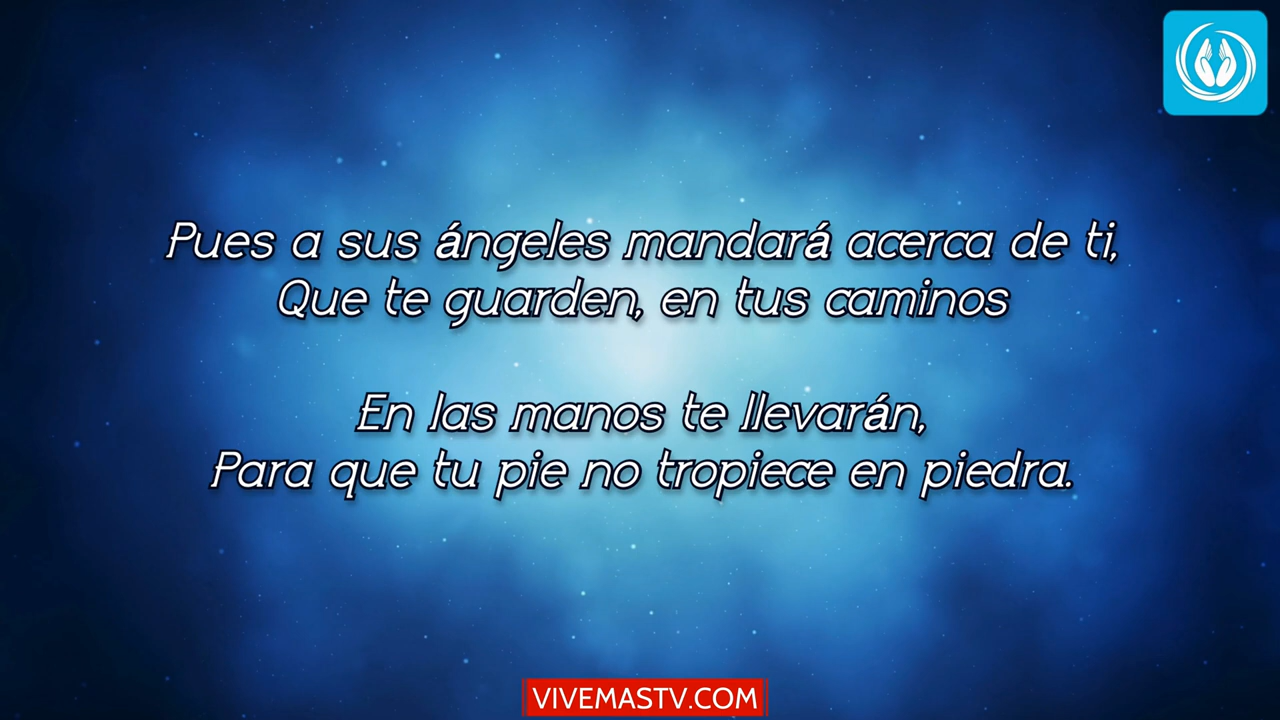 Pues a sus ángeles mandará acerca de ti,
Que te guarden, en tus caminos
En las manos te llevarán,
Para que tu pie no tropiece en piedra.
VIVEMASTV.COM